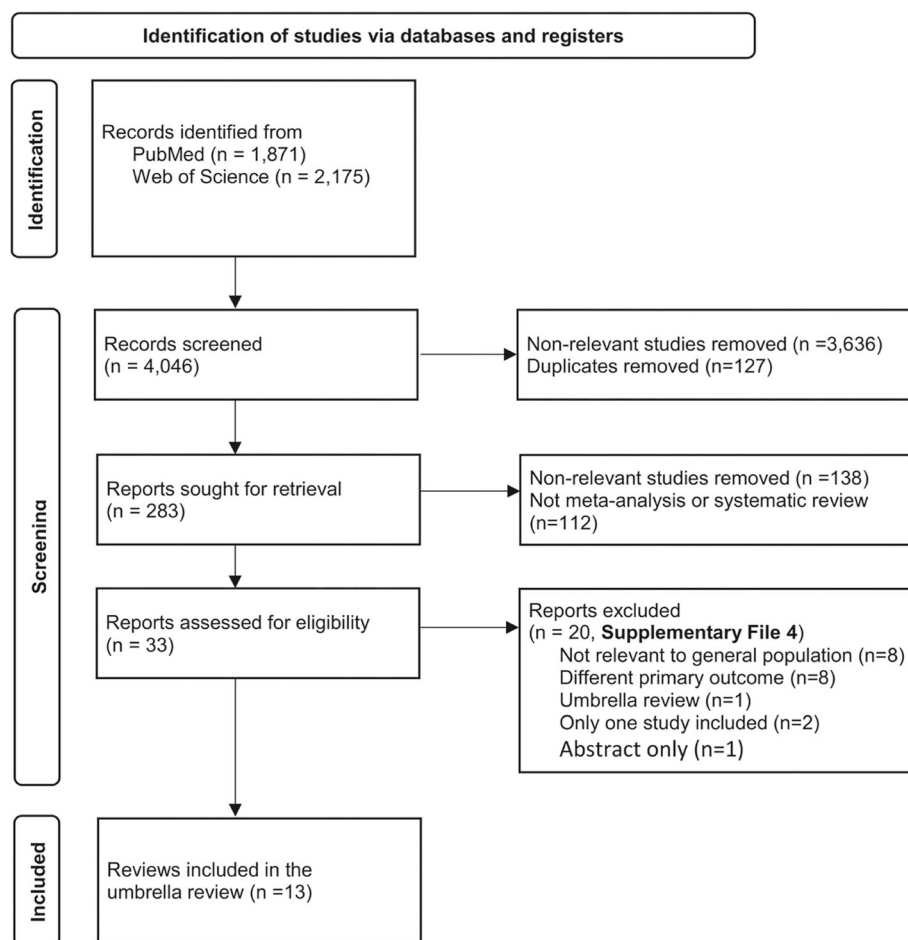 Identification of studies via databases and registers
Identification
Records identified from
PubMed (n = 1,871)
Web of Science (n = 2,175)
Screening
Records screened
(n = 4,046)
Non-relevant studies removed (n =3,636)
Duplicates removed (n=127)
Reports sought for retrieval
(n = 283)
Non-relevant studies removed (n =138)
Not meta-analysis or systematic review
(n=112)
Reports assessed for eligibility
(n = 33)
Reports excluded
(n = 20, Supplementary File 4)
Not relevant to general population (n=8)
Different primary outcome (n=8)
Umbrella review (n=1)
Only one study included (n=2)
Abstract only (n=1)
Included
Reviews included in the
umbrella review (n =13)